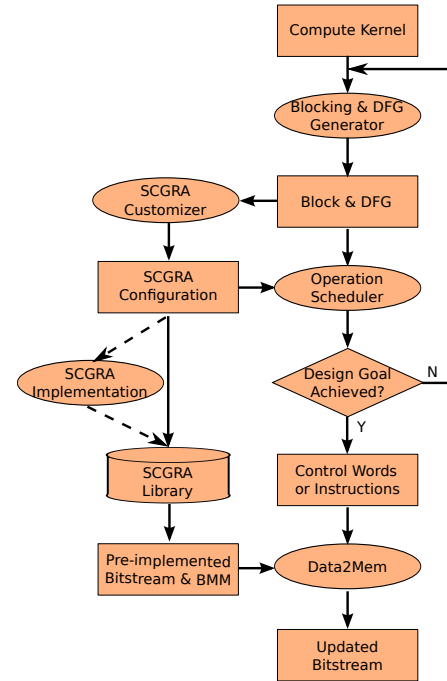 Compute Kernel
Blocking & DFG
Generator
SCGRA
Customizer
Block & DFG
SCGRA
Configuration
Operation
Scheduler
SCGRA
Implementation
Design Goal
Achieved?
N
Y
SCGRA
Library
Control Words
or Instructions
Pre-implemented
Bitstream & BMM
Data2Mem
Updated
Bitstream